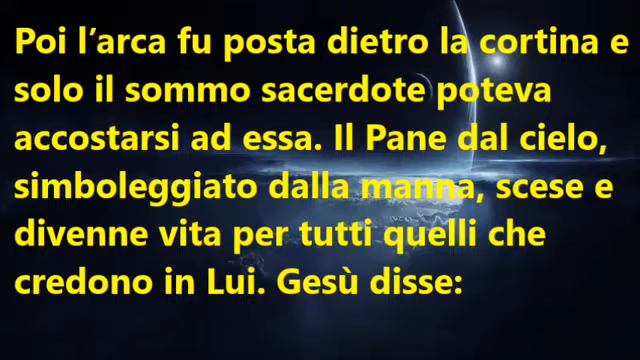 Poi l’arca fu posta dietro la cortina e
solo il sommo sacerdote poteva
accostarsi ad essa. Il Pane dal cielo,
simboleggiato dalla manna, scese e
divenne vita per tutti quelli che
credono in Lui. Gesù disse: